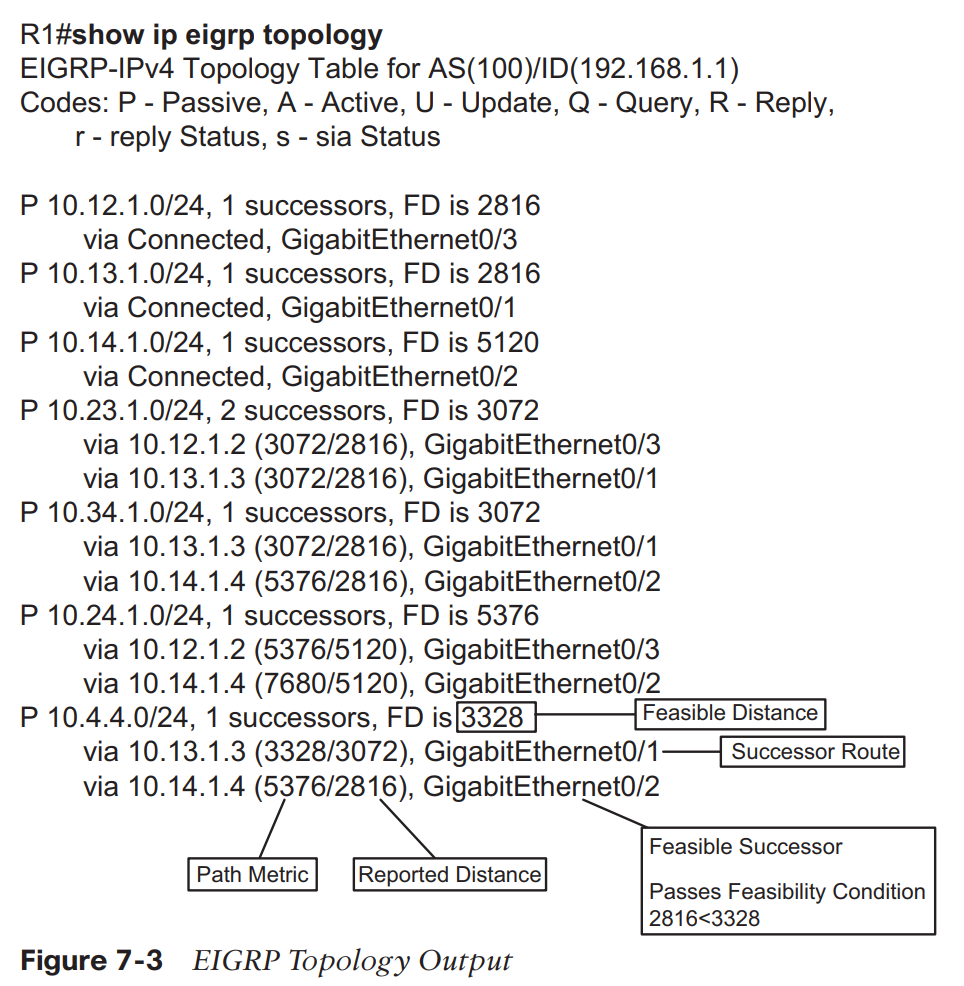 R1#show ip eigrp topology
EIGRP-IPv4 Topology Table for AS(100)/ID(192.168.1.1)
Codes: P - Passive, A - Active, U - Update, Q - Query, R - Reply,
r - reply Status, s - sia Status
P 10.12.1.0/24, 1 successors, FD is 2816
via Connected, GigabitEthernet0/3
P 10.13.1.0/24, 1 successors, FD is 2816
via Connected, GigabitEthernet0/1
P 10.14.1.0/24, 1 successors, FD is 5120
via Connected, GigabitEthernet0/2
P 10.23.1.0/24, 2 successors, FD is 3072
via 10.12.1.2 (3072/2816), GigabitEthernet0/3
via 10.13.1.3 (3072/2816), GigabitEthernet0/1
P 10.34.1.0/24, 1 successors, FD is 3072
via 10.13.1.3 (3072/2816), GigabitEthernet0/1
via 10.14.1.4 (5376/2816), GigabitEthernet0/2
P 10.24.1.0/24, 1 successors, FD is 5376
via 10.12.1.2 (5376/5120), GigabitEthernet0/3
via 10.14.1.4 (7680/5120), GigabitEthernet0/2
P 10.4.4.0/24, 1 successors, FD is 3328 Feasible Distance
via 10.13.1.3 (3328/3072), GigabitEthernet0/1 Successor Route
via 10.14.1.4 (5376/2816), GigabitEthernet0/2
Path Metric
Reported Distance
Feasible Successor
Passes Feasibility Condition
2816<3328
Figure 7-3 EIGRP Topology Output